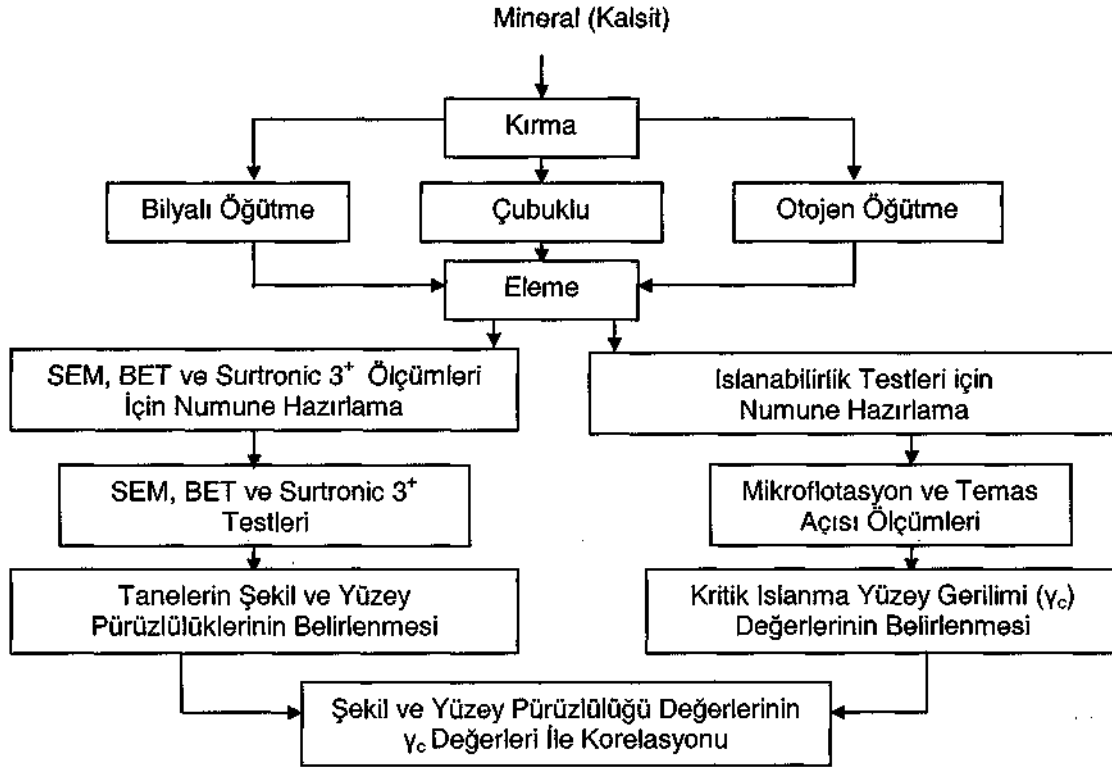 Mineral (Kalsit)
Kırma
Bilyalı Öğütme
Çubuklu
Otojen Öğütme
Eleme
SEM, BET ve Surtronic 3⁺ Ölçümleri
İçin Numune Hazırlama
Islanabilirlik Testleri için
Numune Hazırlama
SEM, BET ve Surtronic 3⁺
Testleri
Mikroflotasyon ve Temas
Açısı Ölçümleri
Tanelerin Şekil ve Yüzey
Pürüzlülüklerinin Belirlenmesi
Kritik Islanma Yüzey Gerilimi (γc)
Değerlerinin Belirlenmesi
Şekil ve Yüzey Pürüzlülüğü Değerlerinin
γc Değerleri İle Korelasyonu